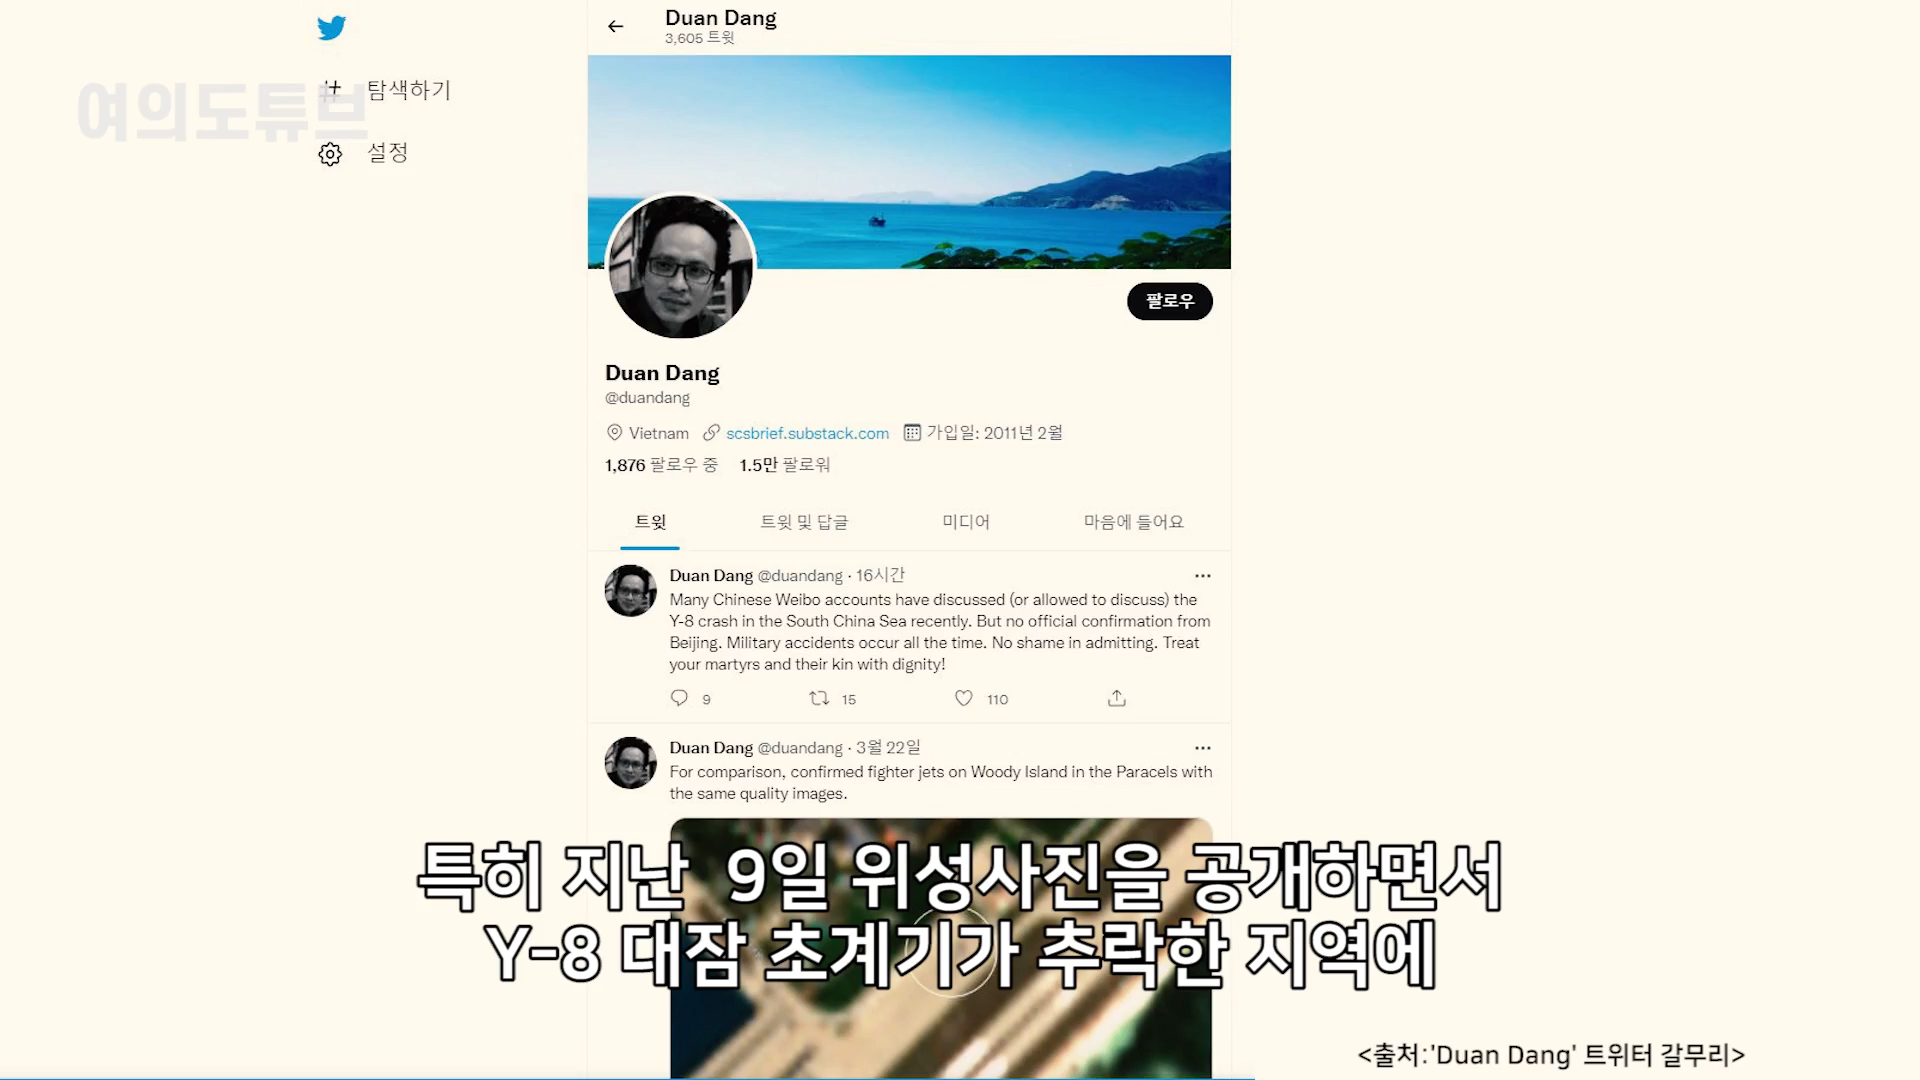 Duan Dang
3,605 트윗
여의도튜브
탐색하기
설정
팔로우
Duan Dang
@duandang
Vietnam scsbrief.substack.com 가입일: 2011년 2월
1,876 팔로우 중 1.5만 팔로워
트윗 트윗 및 답글 미디어 마음에 들어요
Duan Dang @duandang · 16시간
Many Chinese Weibo accounts have discussed (or allowed to discuss) the
Y-8 crash in the South China Sea recently. But no official confirmation from
Beijing. Military accidents occur all the time. No shame in admitting. Treat
your martyrs and their kin with dignity!
9 15 110
Duan Dang @duandang · 3월 22일
For comparison, confirmed fighter jets on Woody Island in the Paracels with
the same quality images.
특히 지난 9일 위성사진을 공개하면서
Y-8 대잠 초계기가 추락한 지역에
<출처:'Duan Dang' 트위터 갈무리>